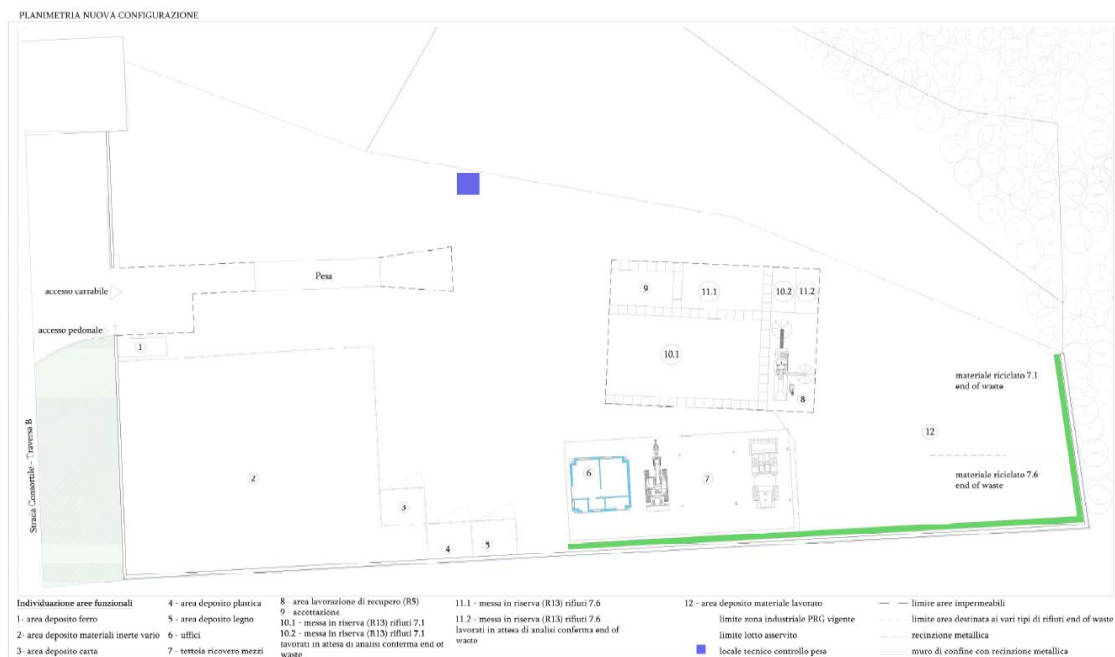 PLANIMETRIA NUOVA CONFIGURAZIONE
Pesa
accesso carrabile
accesso pedonale
1
2
3
4
5
6
7
8
9
10.1
11.1
10.2
11.2
12
materiale riciclato 7.1
end of waste
materiale riciclato 7.6
end of waste
Strada Consortile - Traversa B
Individuazione aree funzionali
1- area deposito ferro
2- area deposito materiali inerte vario
3- area deposito carta
4 - area deposito plastica
5 - area deposito legno
6 - uffici
7 - tettoia ricovero mezzi
8 - area lavorazione di recupero (R5)
9 - accettazione
10.1 - messa in riserva (R13) rifiuti 7.1
10.2 - messa in riserva (R13) rifiuti 7.1
lavorati in attesa di analisi conferma end of
waste
11.1 - messa in riserva (R13) rifiuti 7.6
11.2 - messa in riserva (R13) rifiuti 7.6
lavorati in attesa di analisi conferma end of
waste
12 - area deposito materiale lavorato
limite zona industriale PRG vigente
limite lotto asservito
locale tecnico controllo pesa
limite aree impermeabili
limite area destinata ai vari tipi di rifiuti end of waste
recinzione metallica
muro di confine con recinzione metallica